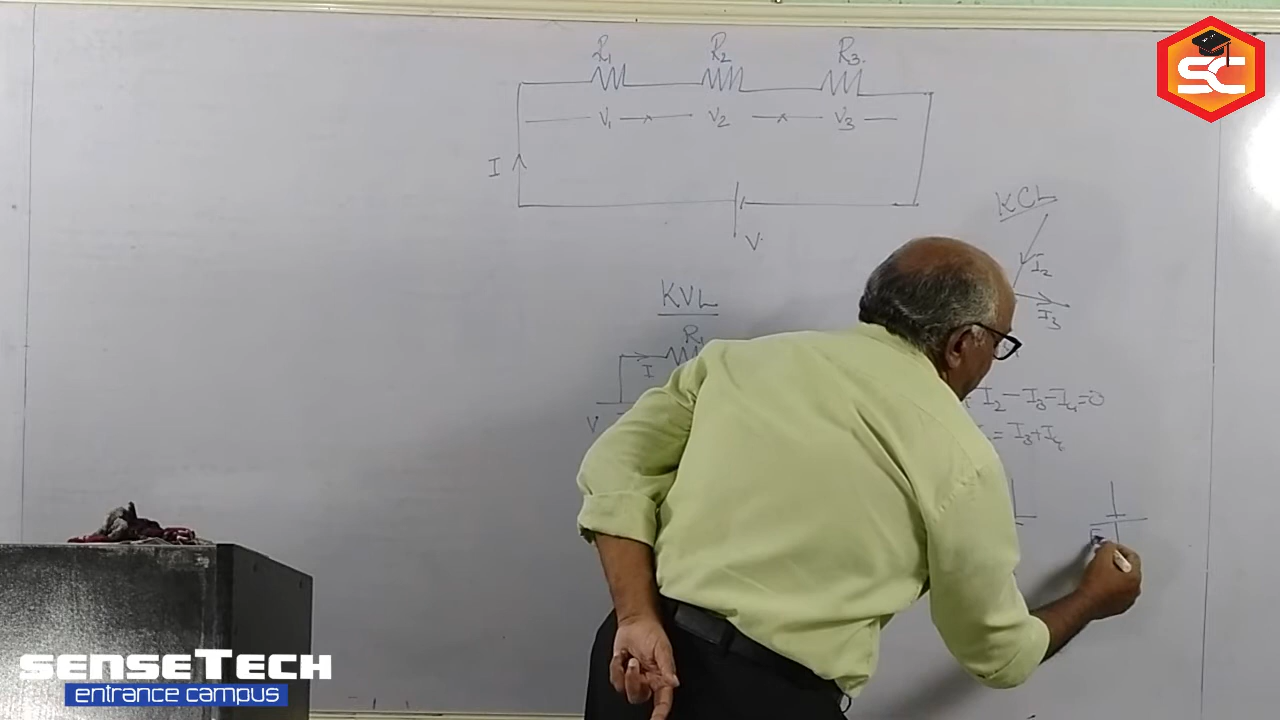 R₁ R₂ R₃.
V₁ V₂ V₃
I
V.
KCL
I₂
I₃
KVL
R₁
I
V
I₂ - I₃ - I₄ = 0
= I₃ + I₄
E
SC
SENSETECH
entrance campus